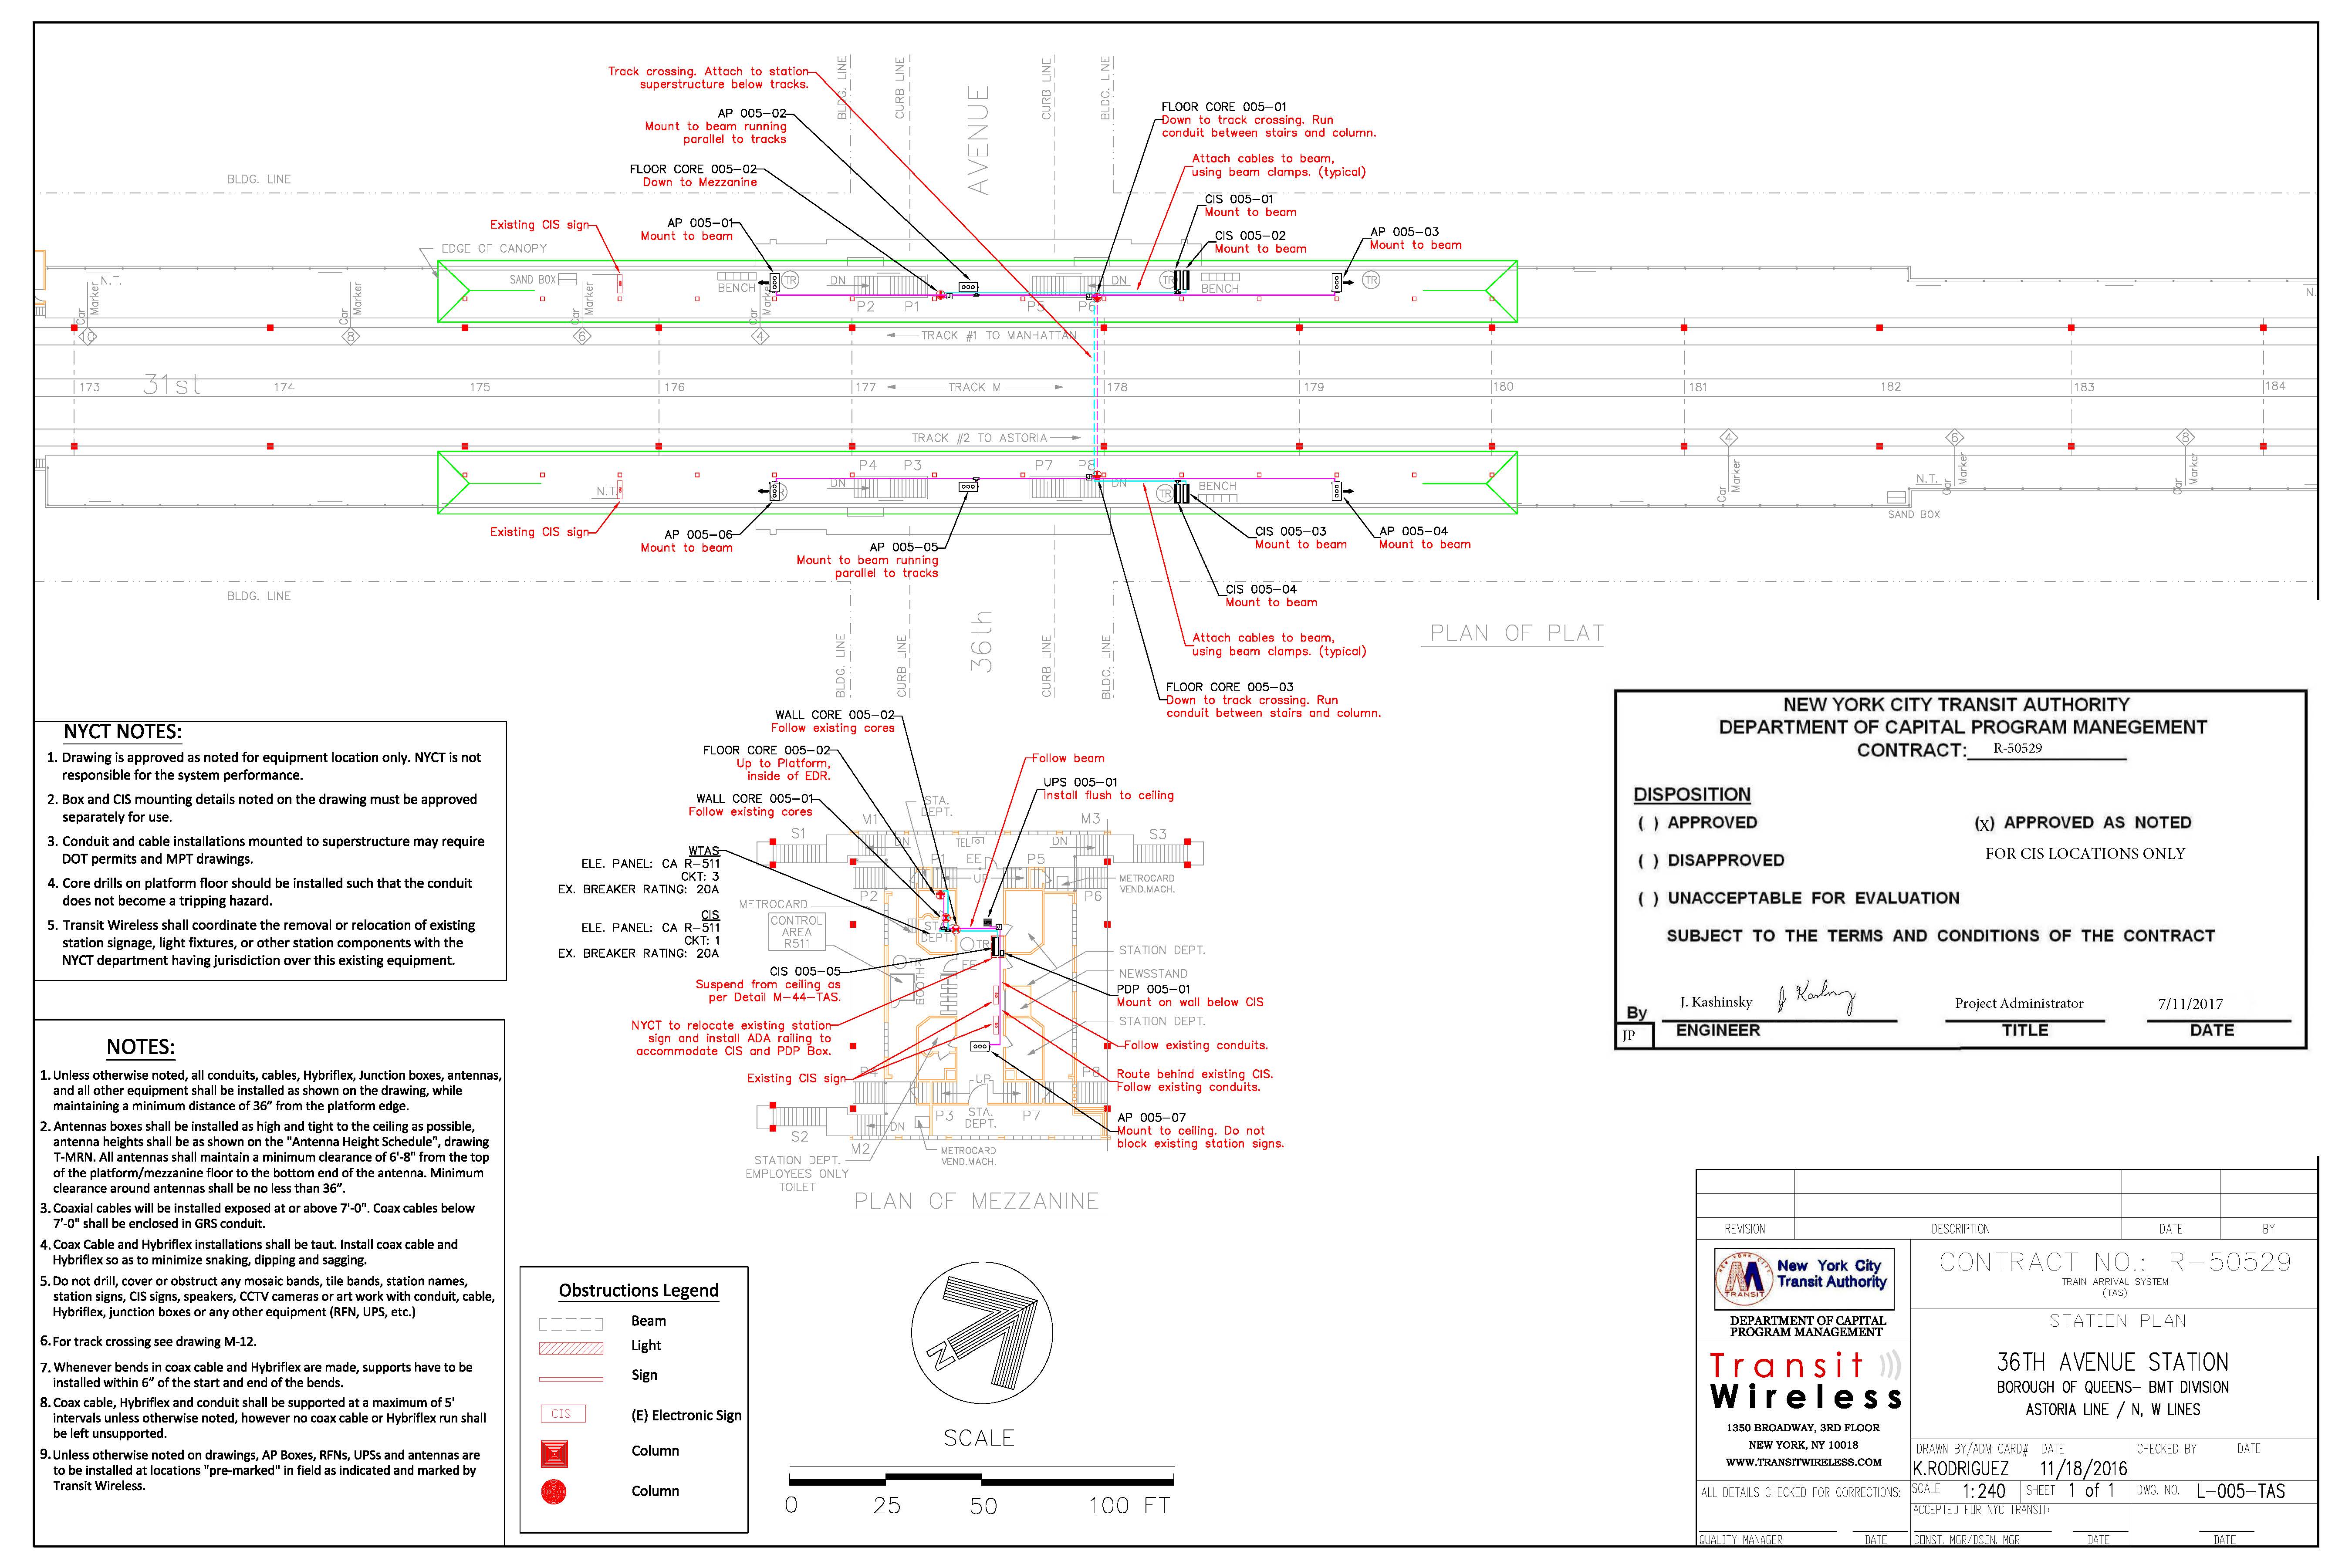 Track crossing. Attach to station
superstructure below tracks.
AP 005-02
Mount to beam running
parallel to tracks
FLOOR CORE 005-02
Down to Mezzanine
Existing CIS sign
AP 005-01
Mount to beam
FLOOR CORE 005-01
Down to track crossing. Run
conduit between stairs and column.
Attach cables to beam,
using beam clamps. (typical)
CIS 005-01
Mount to beam
CIS 005-02
Mount to beam
AP 005-03
Mount to beam
BLDG. LINE
CURB LINE
AVENUE
CURB LINE
BLDG. LINE
BLDG. LINE
EDGE OF CANOPY
N.T.
SAND BOX
BENCH
TR
DN
P2
P1
P5
P6
DN
TR
BENCH
TR
N.
Car Marker
10
Car Marker
8
Car Marker
6
Car Marker
4
TRACK #1 TO MANHATTAN
31st
173
174
175
176
177
TRACK M
178
179
180
181
182
183
184
TRACK #2 TO ASTORIA
P4
P3
P7
P8
N.T.
DN
DN
TR
BENCH
4
Car Marker
6
Car Marker
8
Car Marker
N.T.
SAND BOX
Existing CIS sign
AP 005-06
Mount to beam
AP 005-05
Mount to beam running
parallel to tracks
CIS 005-03
Mount to beam
AP 005-04
Mount to beam
CIS 005-04
Mount to beam
Attach cables to beam,
using beam clamps. (typical)
FLOOR CORE 005-03
Down to track crossing. Run
conduit between stairs and column.
BLDG. LINE
BLDG. LINE
CURB LINE
36th
CURB LINE
BLDG. LINE
PLAN OF PLAT
NYCT NOTES:
1. Drawing is approved as noted for equipment location only. NYCT is not
responsible for the system performance.
2. Box and CIS mounting details noted on the drawing must be approved
separately for use.
3. Conduit and cable installations mounted to superstructure may require
DOT permits and MPT drawings.
4. Core drills on platform floor should be installed such that the conduit
does not become a tripping hazard.
5. Transit Wireless shall coordinate the removal or relocation of existing
station signage, light fixtures, or other station components with the
NYCT department having jurisdiction over this existing equipment.
NOTES:
1. Unless otherwise noted, all conduits, cables, Hybriflex, Junction boxes, antennas,
and all other equipment shall be installed as shown on the drawing, while
maintaining a minimum distance of 36” from the platform edge.
2. Antennas boxes shall be installed as high and tight to the ceiling as possible,
antenna heights shall be as shown on the "Antenna Height Schedule", drawing
T-MRN. All antennas shall maintain a minimum clearance of 6'-8" from the top
of the platform/mezzanine floor to the bottom end of the antenna. Minimum
clearance around antennas shall be no less than 36”.
3. Coaxial cables will be installed exposed at or above 7'-0". Coax cables below
7'-0" shall be enclosed in GRS conduit.
4. Coax Cable and Hybriflex installations shall be taut. Install coax cable and
Hybriflex so as to minimize snaking, dipping and sagging.
5. Do not drill, cover or obstruct any mosaic bands, tile bands, station names,
station signs, CIS signs, speakers, CCTV cameras or art work with conduit, cable,
Hybriflex, junction boxes or any other equipment (RFN, UPS, etc.)
6. For track crossing see drawing M-12.
7. Whenever bends in coax cable and Hybriflex are made, supports have to be
installed within 6” of the start and end of the bends.
8. Coax cable, Hybriflex and conduit shall be supported at a maximum of 5'
intervals unless otherwise noted, however no coax cable or Hybriflex run shall
be left unsupported.
9. Unless otherwise noted on drawings, AP Boxes, RFNs, UPSs and antennas are
to be installed at locations "pre-marked" in field as indicated and marked by
Transit Wireless.
WALL CORE 005-02
Follow existing cores
FLOOR CORE 005-02
Up to Platform,
inside of EDR.
WALL CORE 005-01
Follow existing cores
WTAS
ELE. PANEL: CA R-511
CKT: 3
EX. BREAKER RATING: 20A
CIS
ELE. PANEL: CA R-511
CKT: 1
EX. BREAKER RATING: 20A
CIS 005-05
Suspend from ceiling as
per Detail M-44-TAS.
NYCT to relocate existing station
sign and install ADA railing to
accommodate CIS and PDP Box.
Existing CIS sign
Follow beam
UPS 005-01
Install flush to ceiling
STA.
DEPT.
M1
M3
S1
S3
DN
TEL
DN
P1
EE
P5
UP
METROCARD
VEND.MACH.
P2
P6
METROCARD
CONTROL
AREA
R511
STA.
DEPT.
TR
TR
EE
BOOTH
STATION DEPT.
NEWSSTAND
PDP 005-01
Mount on wall below CIS
STATION DEPT.
Follow existing conduits.
Route behind existing CIS.
Follow existing conduits.
P4
UP
P8
P3
STA.
DEPT.
P7
AP 005-07
Mount to ceiling. Do not
block existing station signs.
S2
DN
M2
METROCARD
VEND.MACH.
STATION DEPT.
EMPLOYEES ONLY
TOILET
PLAN OF MEZZANINE
Obstructions Legend
Beam
Light
Sign
CIS
(E) Electronic Sign
Column
Column
N
SCALE
0 25 50 100 FT
NEW YORK CITY TRANSIT AUTHORITY
DEPARTMENT OF CAPITAL PROGRAM MANEGEMENT
CONTRACT: R-50529
DISPOSITION
( ) APPROVED
(X) APPROVED AS NOTED
FOR CIS LOCATIONS ONLY
( ) DISAPPROVED
( ) UNACCEPTABLE FOR EVALUATION
SUBJECT TO THE TERMS AND CONDITIONS OF THE CONTRACT
By J. Kashinsky Project Administrator 7/11/2017
JP ENGINEER TITLE DATE
REVISION DESCRIPTION DATE BY
TRANSIT
New York City
Transit Authority
DEPARTMENT OF CAPITAL
PROGRAM MANAGEMENT
Transit
Wireless
1350 BROADWAY, 3RD FLOOR
NEW YORK, NY 10018
WWW.TRANSITWIRELESS.COM
ALL DETAILS CHECKED FOR CORRECTIONS:
QUALITY MANAGER DATE
CONTRACT NO.: R-50529
TRAIN ARRIVAL SYSTEM
(TAS)
STATION PLAN
36TH AVENUE STATION
BOROUGH OF QUEENS- BMT DIVISION
ASTORIA LINE / N, W LINES
DRAWN BY/ADM CARD# DATE
K.RODRIGUEZ 11/18/2016
CHECKED BY DATE
SCALE 1:240 SHEET 1 of 1
DWG. NO. L-005-TAS
ACCEPTED FOR NYC TRANSIT:
CONST. MGR/DSGN. MGR DATE DATE